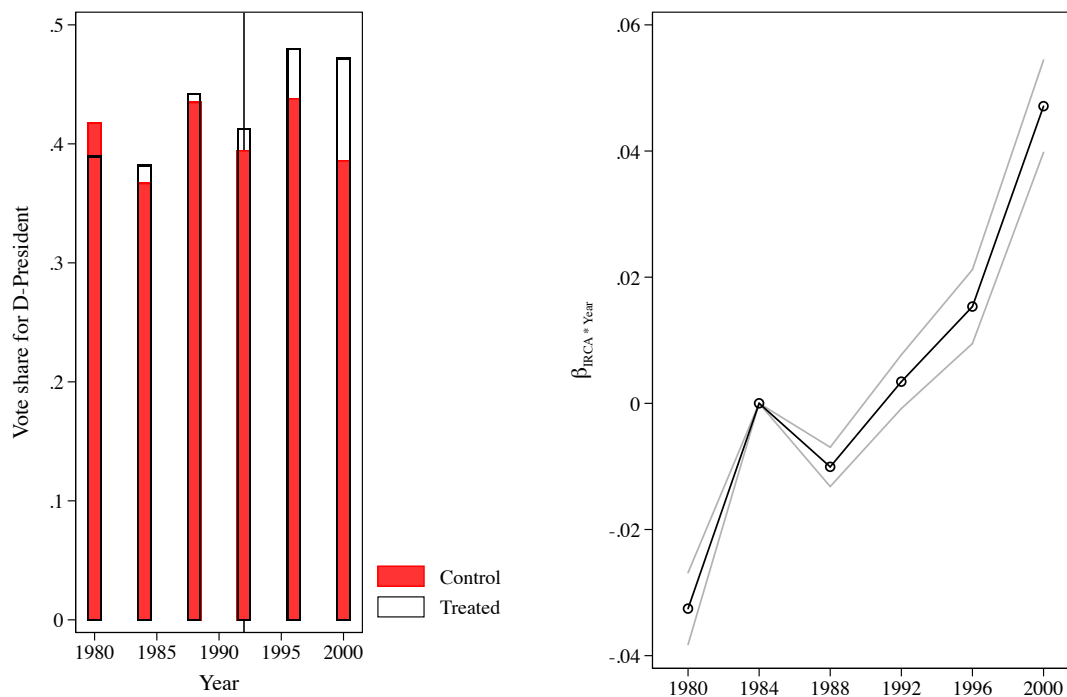 .5
.4
.3
.2
.1
0
Vote share for D-President
1980 1985 1990 1995 2000
Year
Control
Treated
.06
.04
.02
0
-.02
-.04
βIRCA * Year
1980 1984 1988 1992 1996 2000